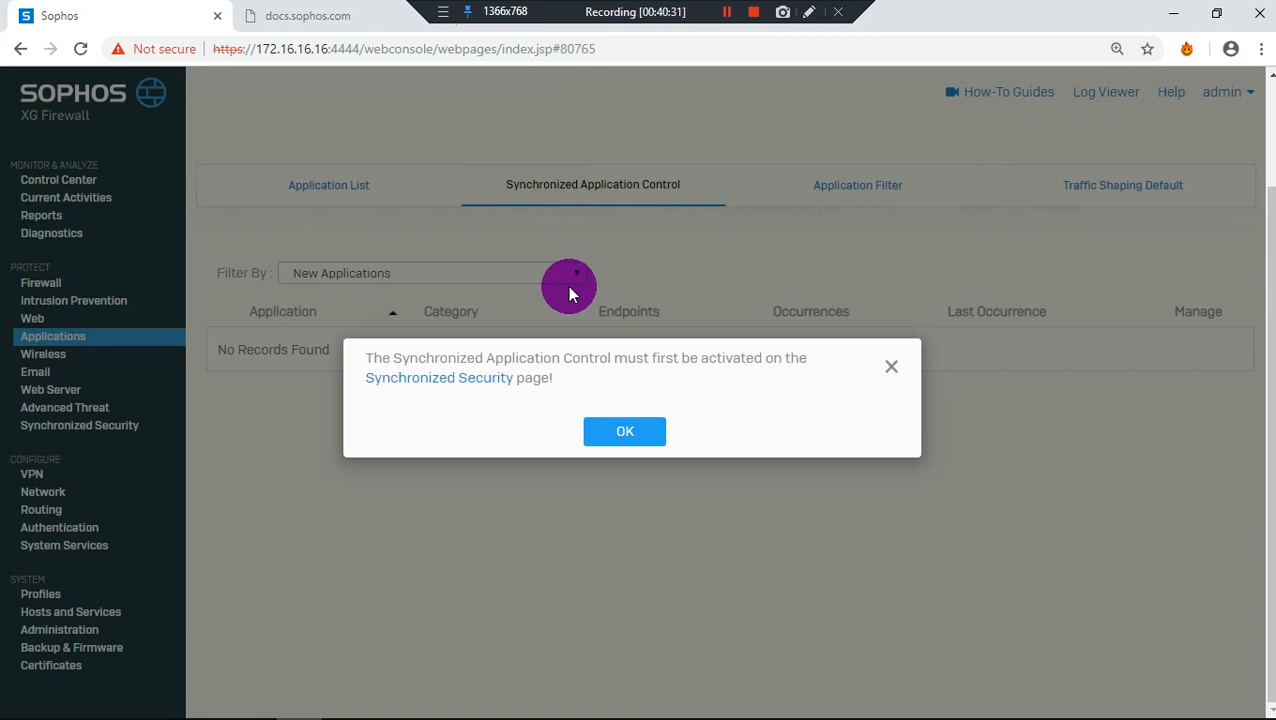 Sophos
docs.sophos.com
1366x768
Recording [00:40:31]
Not secure
https://172.16.16.16:4444/webconsole/webpages/index.jsp#80765
SOPHOS
XG Firewall
How-To Guides
Log Viewer
Help
admin
MONITOR & ANALYZE
Control Center
Current Activities
Reports
Diagnostics
PROTECT
Firewall
Intrusion Prevention
Web
Applications
Wireless
Email
Web Server
Advanced Threat
Synchronized Security
CONFIGURE
VPN
Network
Routing
Authentication
System Services
SYSTEM
Profiles
Hosts and Services
Administration
Backup & Firmware
Certificates
Application List
Synchronized Application Control
Application Filter
Traffic Shaping Default
Filter By :
New Applications
Application
Category
Endpoints
Occurrences
Last Occurrence
Manage
No Records Found
The Synchronized Application Control must first be activated on the
Synchronized Security page!
OK